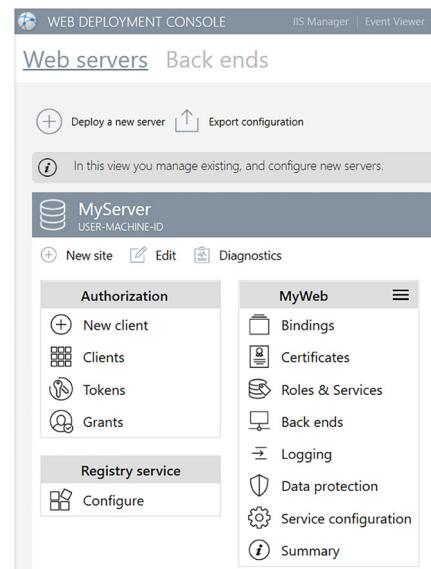 WEB DEPLOYMENT CONSOLE IIS Manager | Event Viewer
Web servers Back ends
Deploy a new server Export configuration
In this view you manage existing, and configure new servers.
MyServer
USER-MACHINE-ID
New site Edit Diagnostics
Authorization
New client
Clients
Tokens
Grants
Registry service
Configure
MyWeb
Bindings
Certificates
Roles & Services
Back ends
Logging
Data protection
Service configuration
Summary